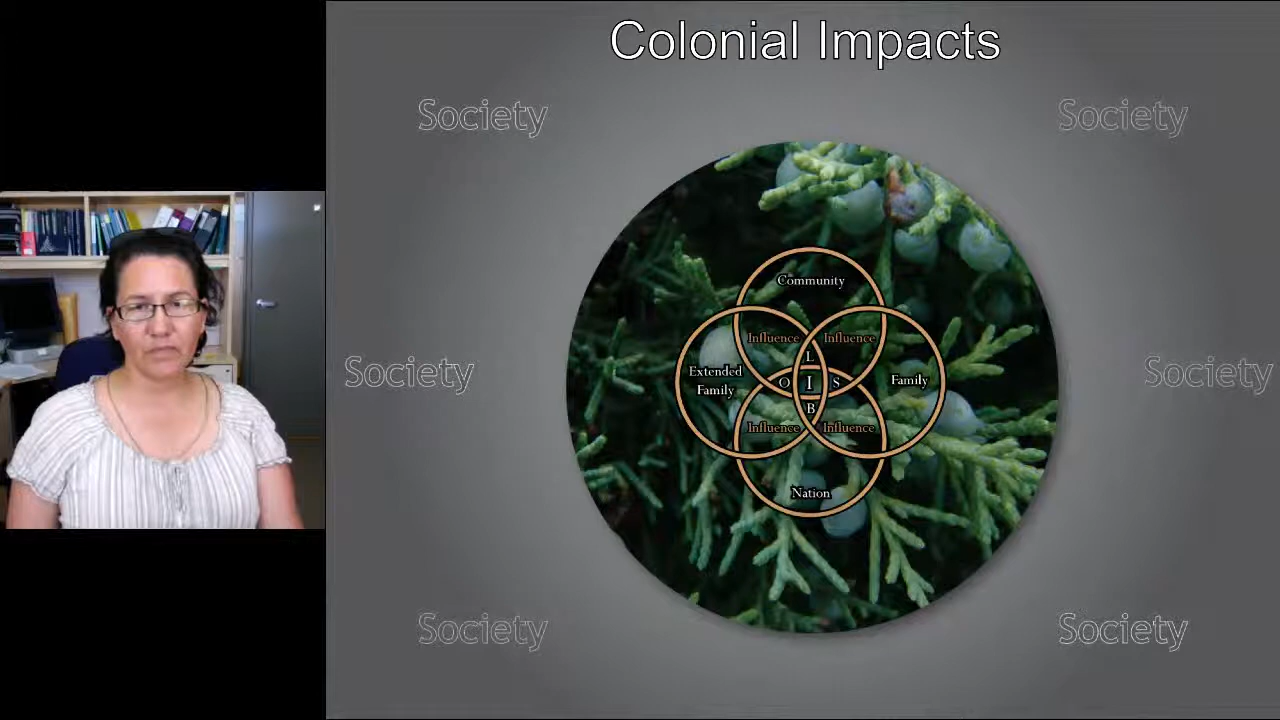 Colonial Impacts
Society
Society
Community
Influence
Influence
L
Society
Extended
Family
O
I
S
Family
Society
B
Influence
Influence
Nation
Society
Society